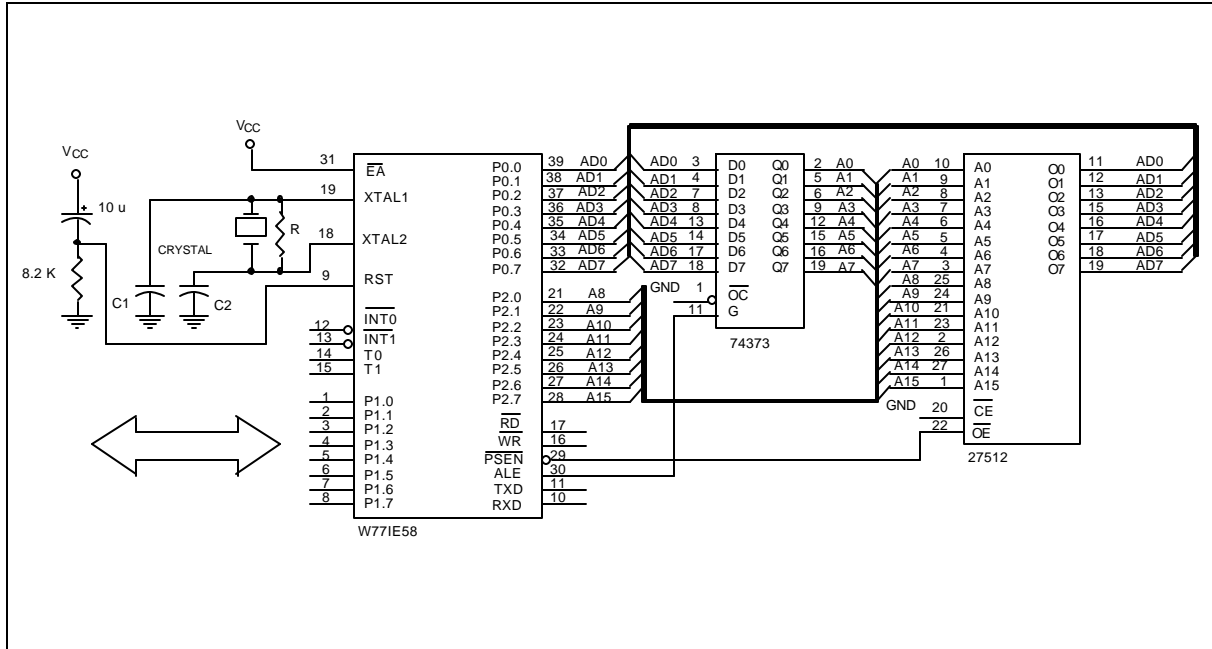 VCC
VCC
10 u
8.2 K
C1
CRYSTAL
C2
R
31
19
18
9
12
13
14
15
1
2
3
4
5
6
7
8
EA
XTAL1
XTAL2
RST
INT0
INT1
T0
T1
P1.0
P1.1
P1.2
P1.3
P1.4
P1.5
P1.6
P1.7
P0.0 39 AD0
P0.1 38 AD1
P0.2 37 AD2
P0.3 36 AD3
P0.4 35 AD4
P0.5 34 AD5
P0.6 33 AD6
P0.7 32 AD7
P2.0 21 A8
P2.1 22 A9
P2.2 23 A10
P2.3 24 A11
P2.4 25 A12
P2.5 26 A13
P2.6 27 A14
P2.7 28 A15
RD 17
WR 16
PSEN 29
ALE 30
TXD 11
RXD 10
W77IE58
AD0 3 D0 Q0 2 A0
AD1 4 D1 Q1 5 A1
AD2 7 D2 Q2 6 A2
AD3 8 D3 Q3 9 A3
AD4 13 D4 Q4 12 A4
AD5 14 D5 Q5 15 A5
AD6 17 D6 Q6 16 A6
AD7 18 D7 Q7 19 A7
GND 1 OC
11 G
74373
A0 10 A0 O0 11 AD0
A1 9 A1 O1 12 AD1
A2 8 A2 O2 13 AD2
A3 7 A3 O3 15 AD3
A4 6 A4 O4 16 AD4
A5 5 A5 O5 17 AD5
A6 4 A6 O6 18 AD6
A7 3 A7 O7 19 AD7
A8 25 A8
A9 24 A9
A10 21 A10
A11 23 A11
A12 2 A12
A13 26 A13
A14 27 A14
A15 1 A15
GND 20 CE
22 OE
27512